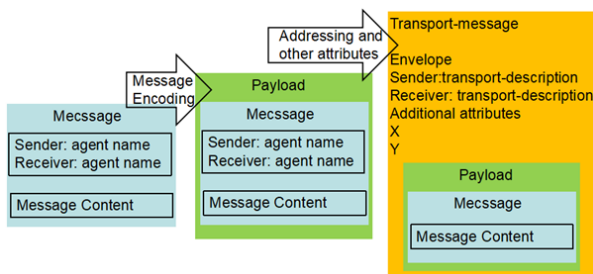 Mecssage
Sender: agent name
Receiver: agent name
Message Content
Message
Encoding
Payload
Mecssage
Sender: agent name
Receiver: agent name
Message Content
Addressing and
other attributes
Transport-message
Envelope
Sender:transport-description
Receiver: transport-description
Additional attributes
X
Y
Payload
Mecssage
Message Content